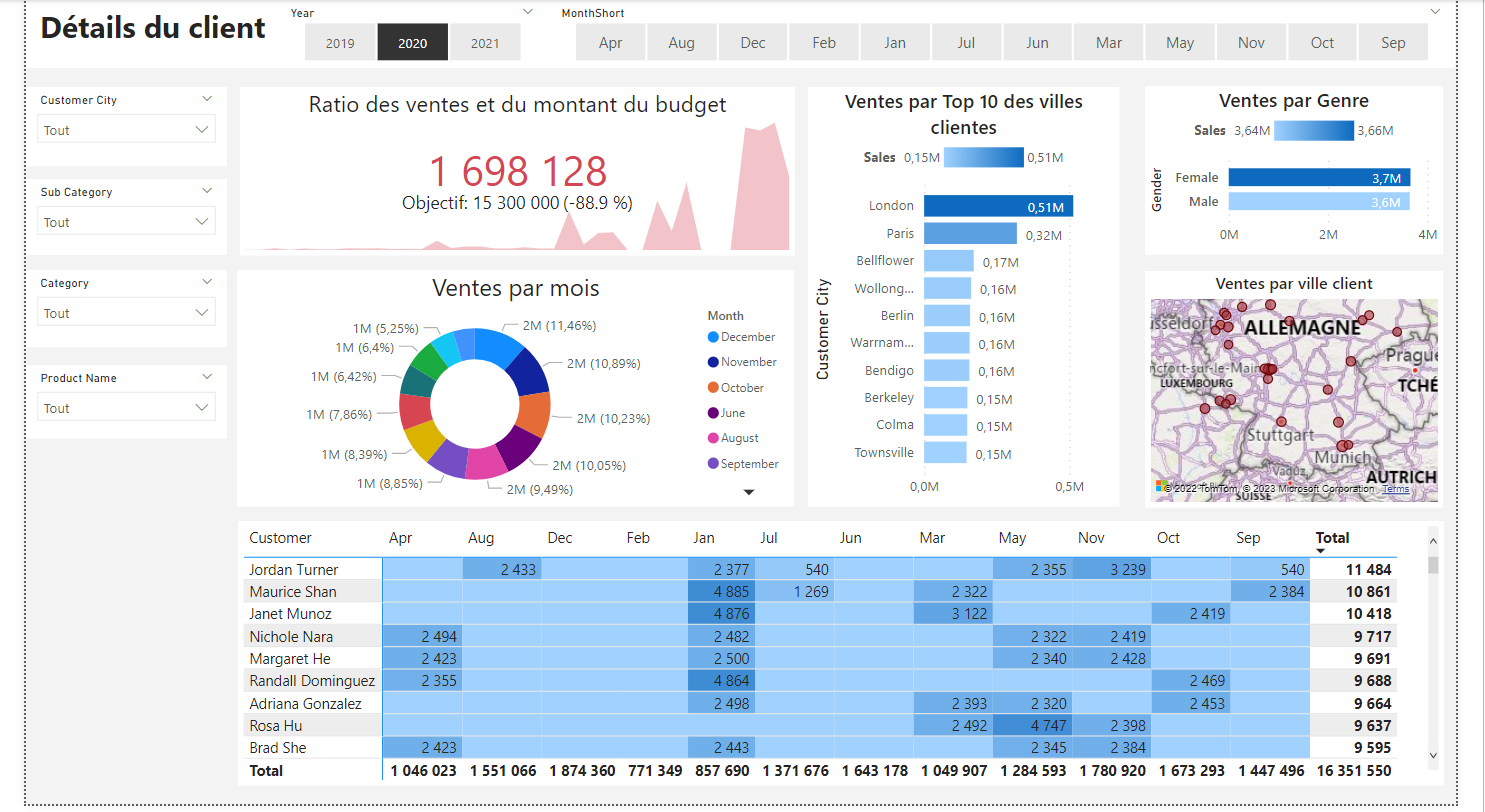 Détails du client
Year
2019 2020 2021
MonthShort
Apr Aug Dec Feb Jan Jul Jun Mar May Nov Oct Sep
Customer City
Tout
Sub Category
Tout
Category
Tout
Product Name
Tout
Ratio des ventes et du montant du budget
1 698 128
Objectif: 15 300 000 (-88.9 %)
Ventes par mois
2M (11,46%)
2M (10,89%)
2M (10,23%)
2M (10,05%)
2M (9,49%)
1M (8,85%)
1M (8,39%)
1M (7,86%)
1M (6,42%)
1M (6,4%)
1M (5,25%)
Month
December
November
October
June
August
September
Ventes par Top 10 des villes
clientes
Sales 0,15M 0,51M
Customer City
London 0,51M
Paris 0,32M
Bellflower 0,17M
Wollong... 0,16M
Berlin 0,16M
Warrnam... 0,16M
Bendigo 0,16M
Berkeley 0,15M
Colma 0,15M
Townsville 0,15M
0,0M 0,5M
Ventes par Genre
Sales 3,64M 3,66M
Gender
Female 3,7M
Male 3,6M
0M 2M 4M
Ventes par ville client
usseldorf
ALLEMAGNE
Prague
ncfort-sur-le-Main
LUXEMBOURG
TCHÉ
Stuttgart
Munich
Vaduz
AUTRICH
© 2022 TomTom, © 2023 Microsoft Corporation Terms
SUISSE
Customer Apr Aug Dec Feb Jan Jul Jun Mar May Nov Oct Sep Total
Jordan Turner 2 433 2 377 540 2 355 3 239 540 11 484
Maurice Shan 4 885 1 269 2 322 2 384 10 861
Janet Munoz 4 876 3 122 2 419 10 418
Nichole Nara 2 494 2 482 2 322 2 419 9 717
Margaret He 2 423 2 500 2 340 2 428 9 691
Randall Dominguez 2 355 4 864 2 469 9 688
Adriana Gonzalez 2 498 2 393 2 320 2 453 9 664
Rosa Hu 2 492 4 747 2 398 9 637
Brad She 2 423 2 443 2 345 2 384 9 595
Total 1 046 023 1 551 066 1 874 360 771 349 857 690 1 371 676 1 643 178 1 049 907 1 284 593 1 780 920 1 673 293 1 447 496 16 351 550